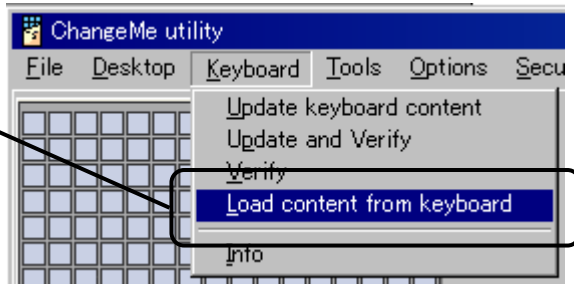 ChangeMe utility
File Desktop Keyboard Tools Options Secu
Update keyboard content
Update and Verify
Verify
Load content from keyboard
Info